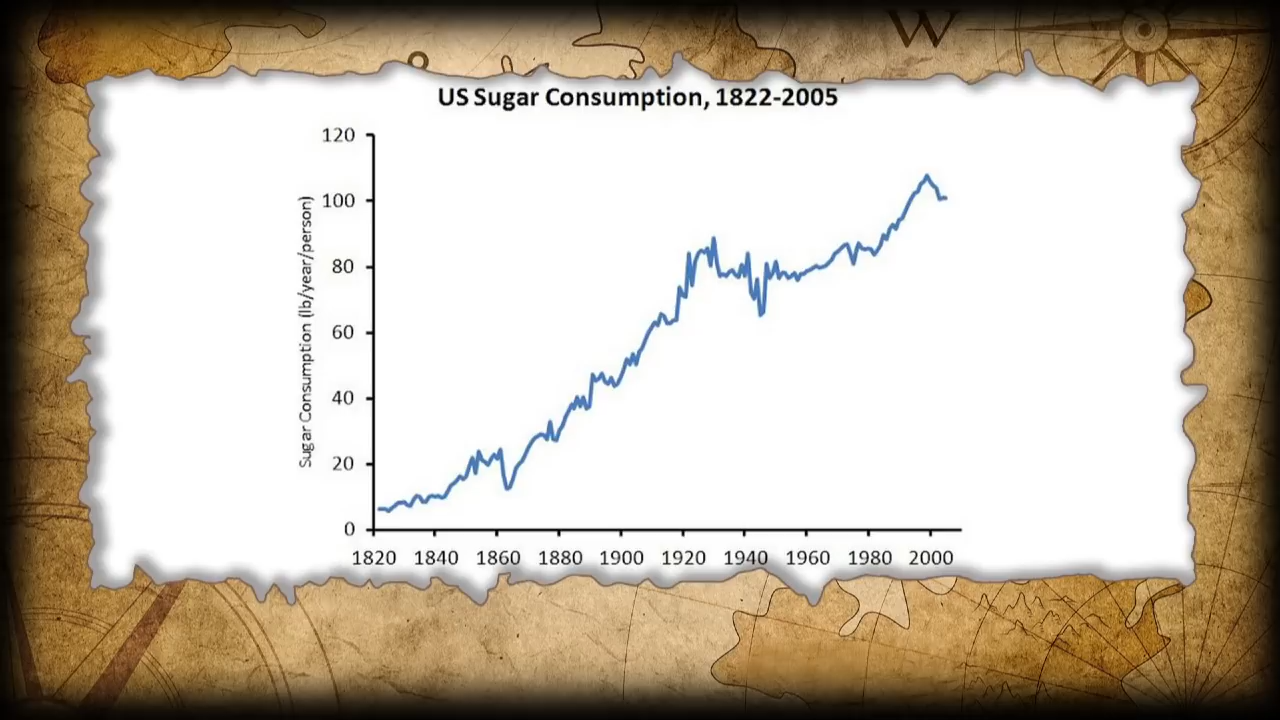 W
US Sugar Consumption, 1822-2005
Sugar Consumption (lb/year/person)
120
100
80
60
40
20
0
1820 1840 1860 1880 1900 1920 1940 1960 1980 2000